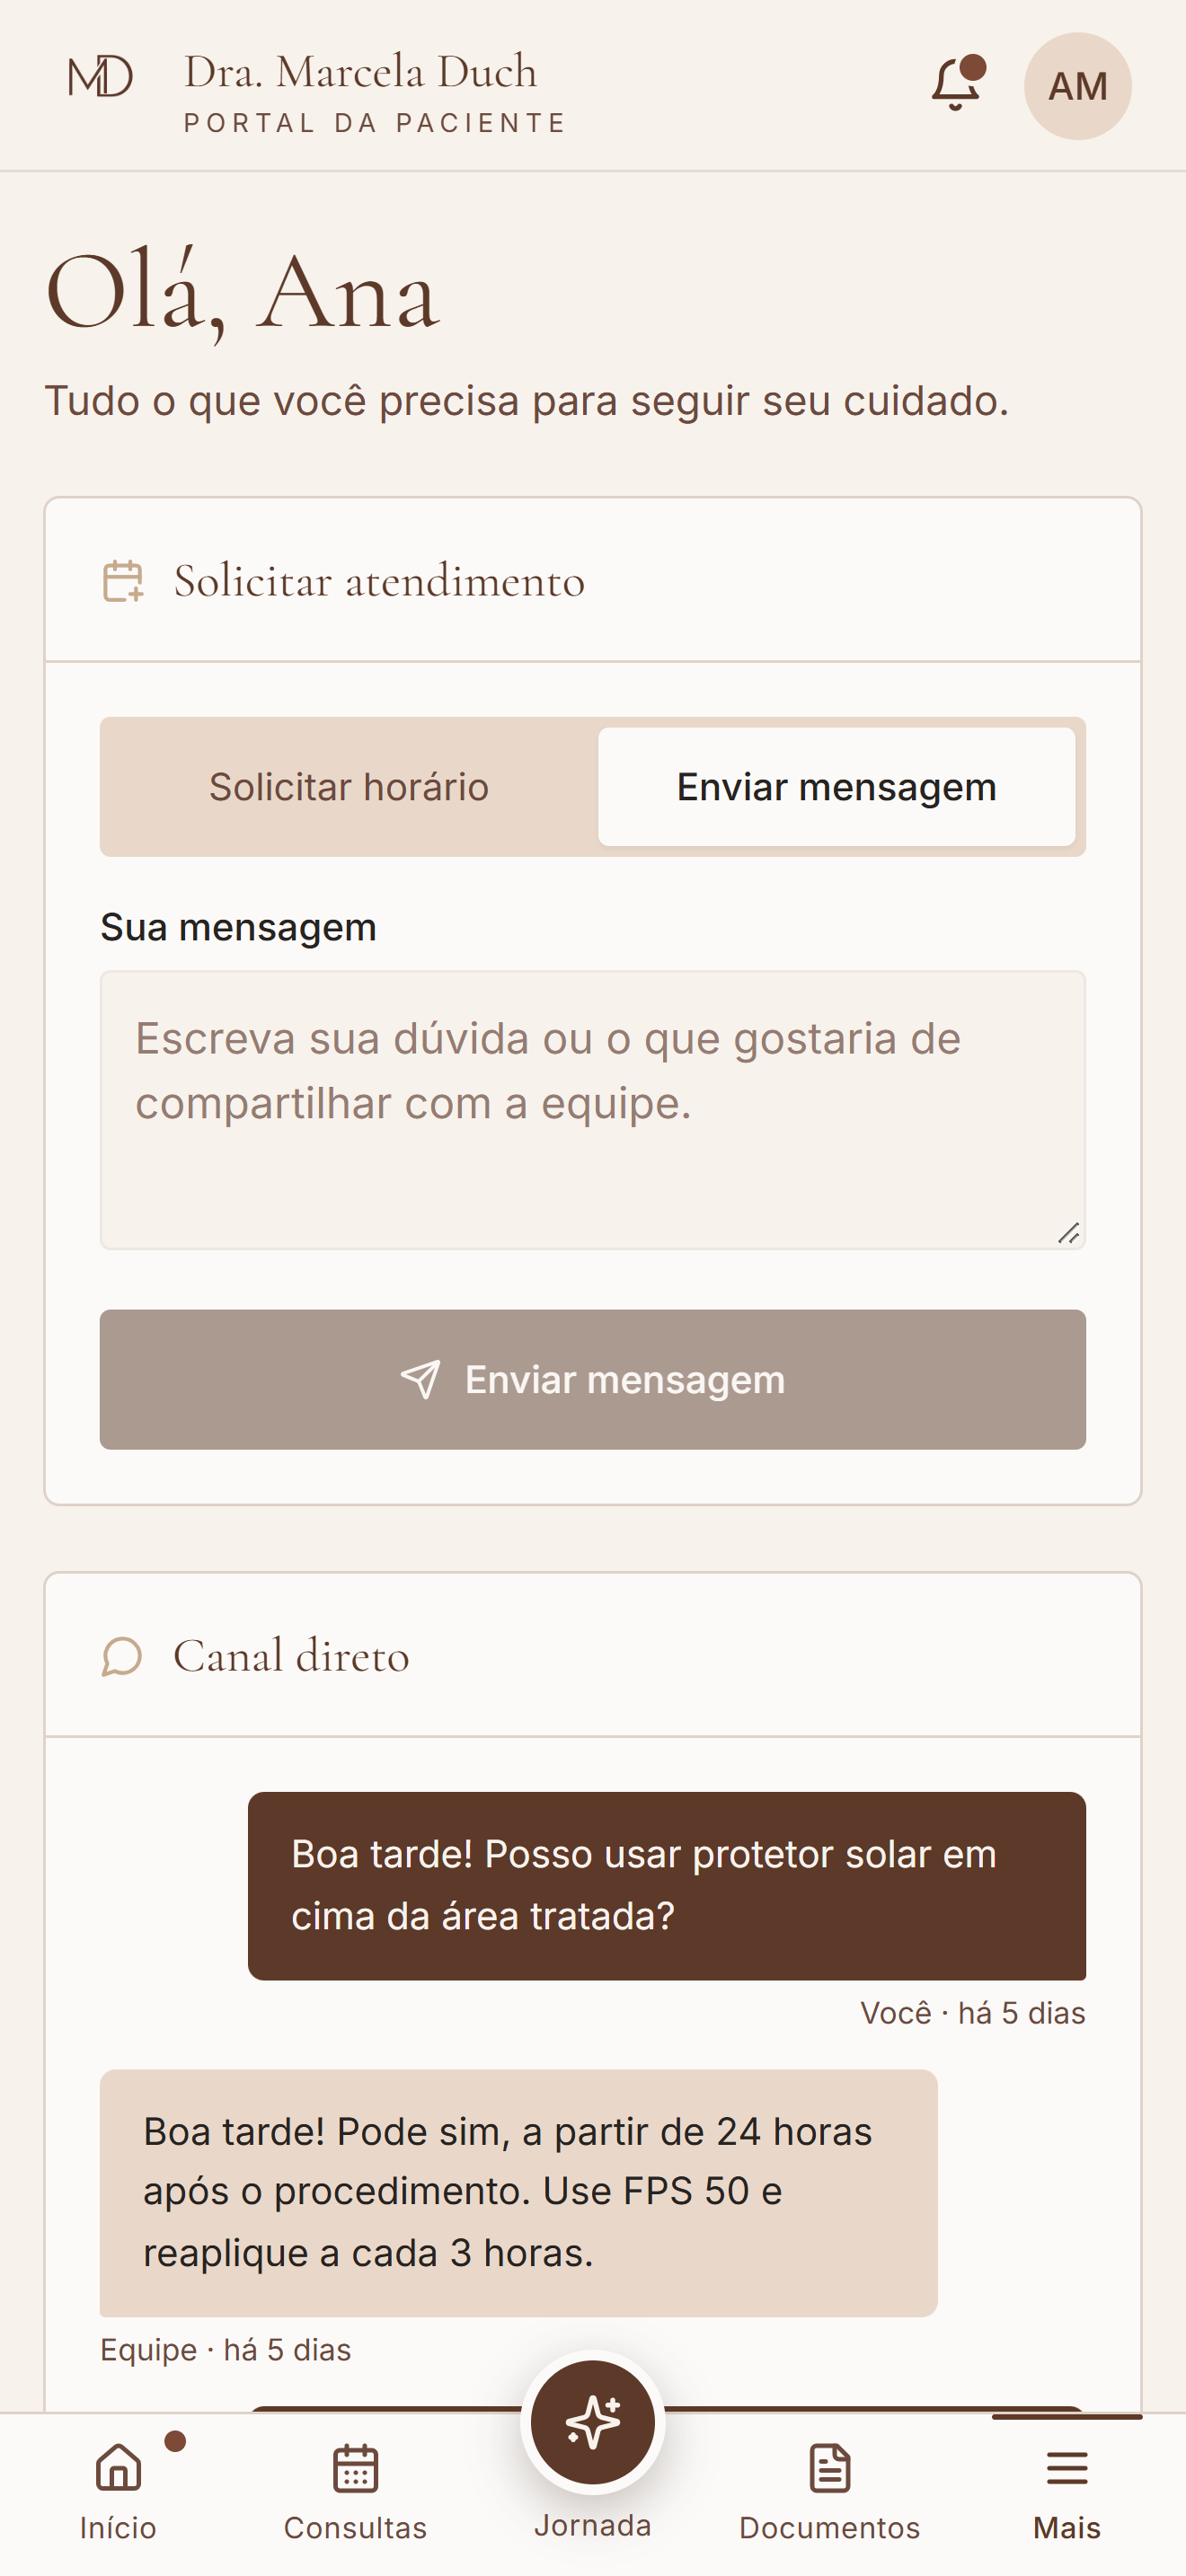 MD
Dra. Marcela Duch
PORTAL DA PACIENTE
AM
Olá, Ana
Tudo o que você precisa para seguir seu cuidado.
Solicitar atendimento
Solicitar horário
Enviar mensagem
Sua mensagem
Escreva sua dúvida ou o que gostaria de
compartilhar com a equipe.
Enviar mensagem
Canal direto
Boa tarde! Posso usar protetor solar em
cima da área tratada?
Você · há 5 dias
Boa tarde! Pode sim, a partir de 24 horas
após o procedimento. Use FPS 50 e
reaplique a cada 3 horas.
Equipe · há 5 dias
Início
Consultas
Jornada
Documentos
Mais